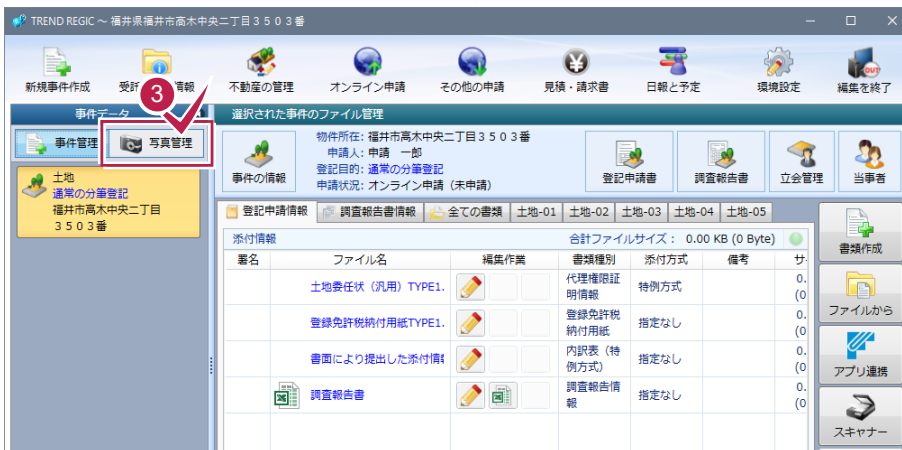 TREND REGIC ～ 福井県福井市高木中央二丁目３５０３番
新規事件作成
情報
不動産の管理
オンライン申請
その他の申請
見積・請求書
日報と予定
環境設定
編集を終了
OUT
3
事件データ
選択された事件のファイル管理
事件管理
写真管理
土地
通常の分筆登記
福井市高木中央二丁目
３５０３番
事件の情報
物件所在: 福井市高木中央二丁目３５０３番
申請人: 申請　一郎
登記目的: 通常の分筆登記
申請状況: オンライン申請（未申請）
登記申請書
調査報告書
立会管理
当事者
登記申請情報
調査報告書情報
全ての書類
土地-01
土地-02
土地-03
土地-04
土地-05
添付情報
合計ファイルサイズ： 0.00 KB (0 Byte)
署名
ファイル名
編集作業
書類種別
添付方式
備考
サ
土地委任状（汎用）TYPE1.
代理権限証
明情報
特例方式
0.
(0
登録免許税納付用紙TYPE1.
登録免許税
納付用紙
指定なし
0.
(0
書面により提出した添付情
内訳表（特
例方式）
指定なし
0.
(0
調査報告書
調査報告情
報
指定なし
0.
(0
書類作成
ファイルから
アプリ連携
スキャナー